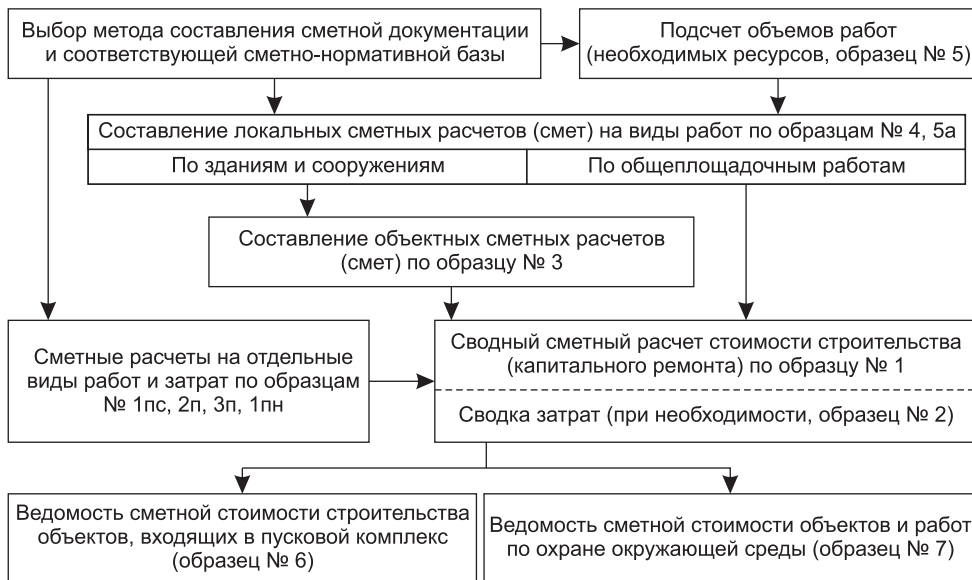 Выбор метода составления сметной документации
и соответствующей сметно-нормативной базы
Подсчет объемов работ
(необходимых ресурсов, образец № 5)
Составление локальных сметных расчетов (смет) на виды работ по образцам № 4, 5а
По зданиям и сооружениям
По общеплощадочным работам
Составление объектных сметных расчетов
(смет) по образцу № 3
Сметные расчеты на отдельные
виды работ и затрат по образцам
№ 1пс, 2п, 3п, 1пн
Сводный сметный расчет стоимости строительства
(капитального ремонта) по образцу № 1
Сводка затрат (при необходимости, образец № 2)
Ведомость сметной стоимости строительства
объектов, входящих в пусковой комплекс
(образец № 6)
Ведомость сметной стоимости объектов и работ
по охране окружающей среды (образец № 7)